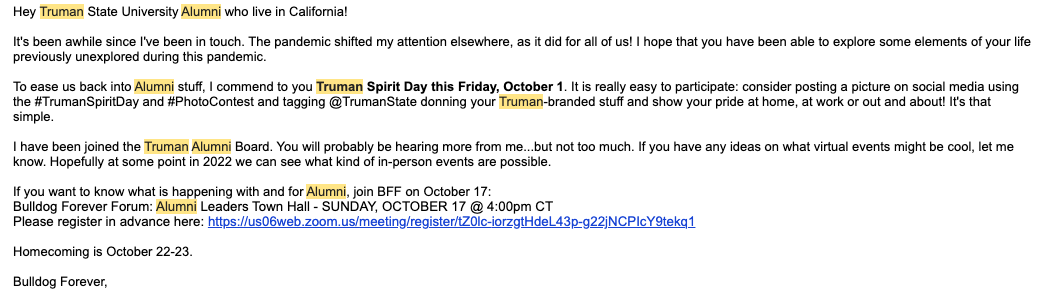 Hey Truman State University Alumni who live in California!
It's been awhile since I've been in touch. The pandemic shifted my attention elsewhere, as it did for all of us! I hope that you have been able to explore some elements of your life
previously unexplored during this pandemic.
To ease us back into Alumni stuff, I commend to you Truman Spirit Day this Friday, October 1. It is really easy to participate: consider posting a picture on social media using
the #TrumanSpiritDay and #PhotoContest and tagging @TrumanState donning your Truman-branded stuff and show your pride at home, at work or out and about! It's that
simple.
I have been joined the Truman Alumni Board. You will probably be hearing more from me...but not too much. If you have any ideas on what virtual events might be cool, let me
know. Hopefully at some point in 2022 we can see what kind of in-person events are possible.
If you want to know what is happening with and for Alumni, join BFF on October 17:
Bulldog Forever Forum: Alumni Leaders Town Hall - SUNDAY, OCTOBER 17 @ 4:00pm CT
Please register in advance here: https://us06web.zoom.us/meeting/register/tZ0lc-iorzgtHdeL43p-g22jNCPIcY9tekq1
Homecoming is October 22-23.
Bulldog Forever,